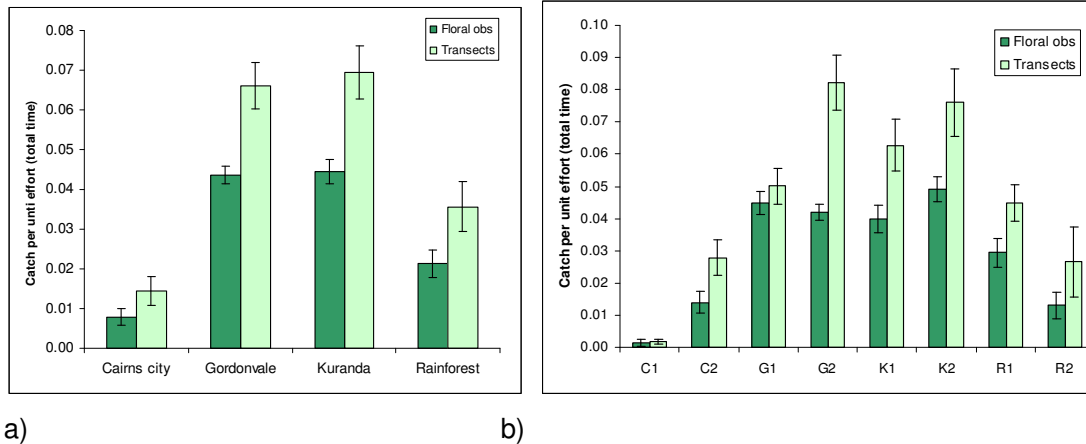 Catch per unti effort (total time)
0.08
0.07
0.06
0.05
0.04
0.03
0.02
0.01
0.00
Floral obs
Transects
Cairns city Gordonvale Kuranda Rainforest
a)
Catch per unit effort (total time)
0.10
0.09
0.08
0.07
0.06
0.05
0.04
0.03
0.02
0.01
0.00
Floral obs
Transects
C1 C2 G1 G2 K1 K2 R1 R2
b)